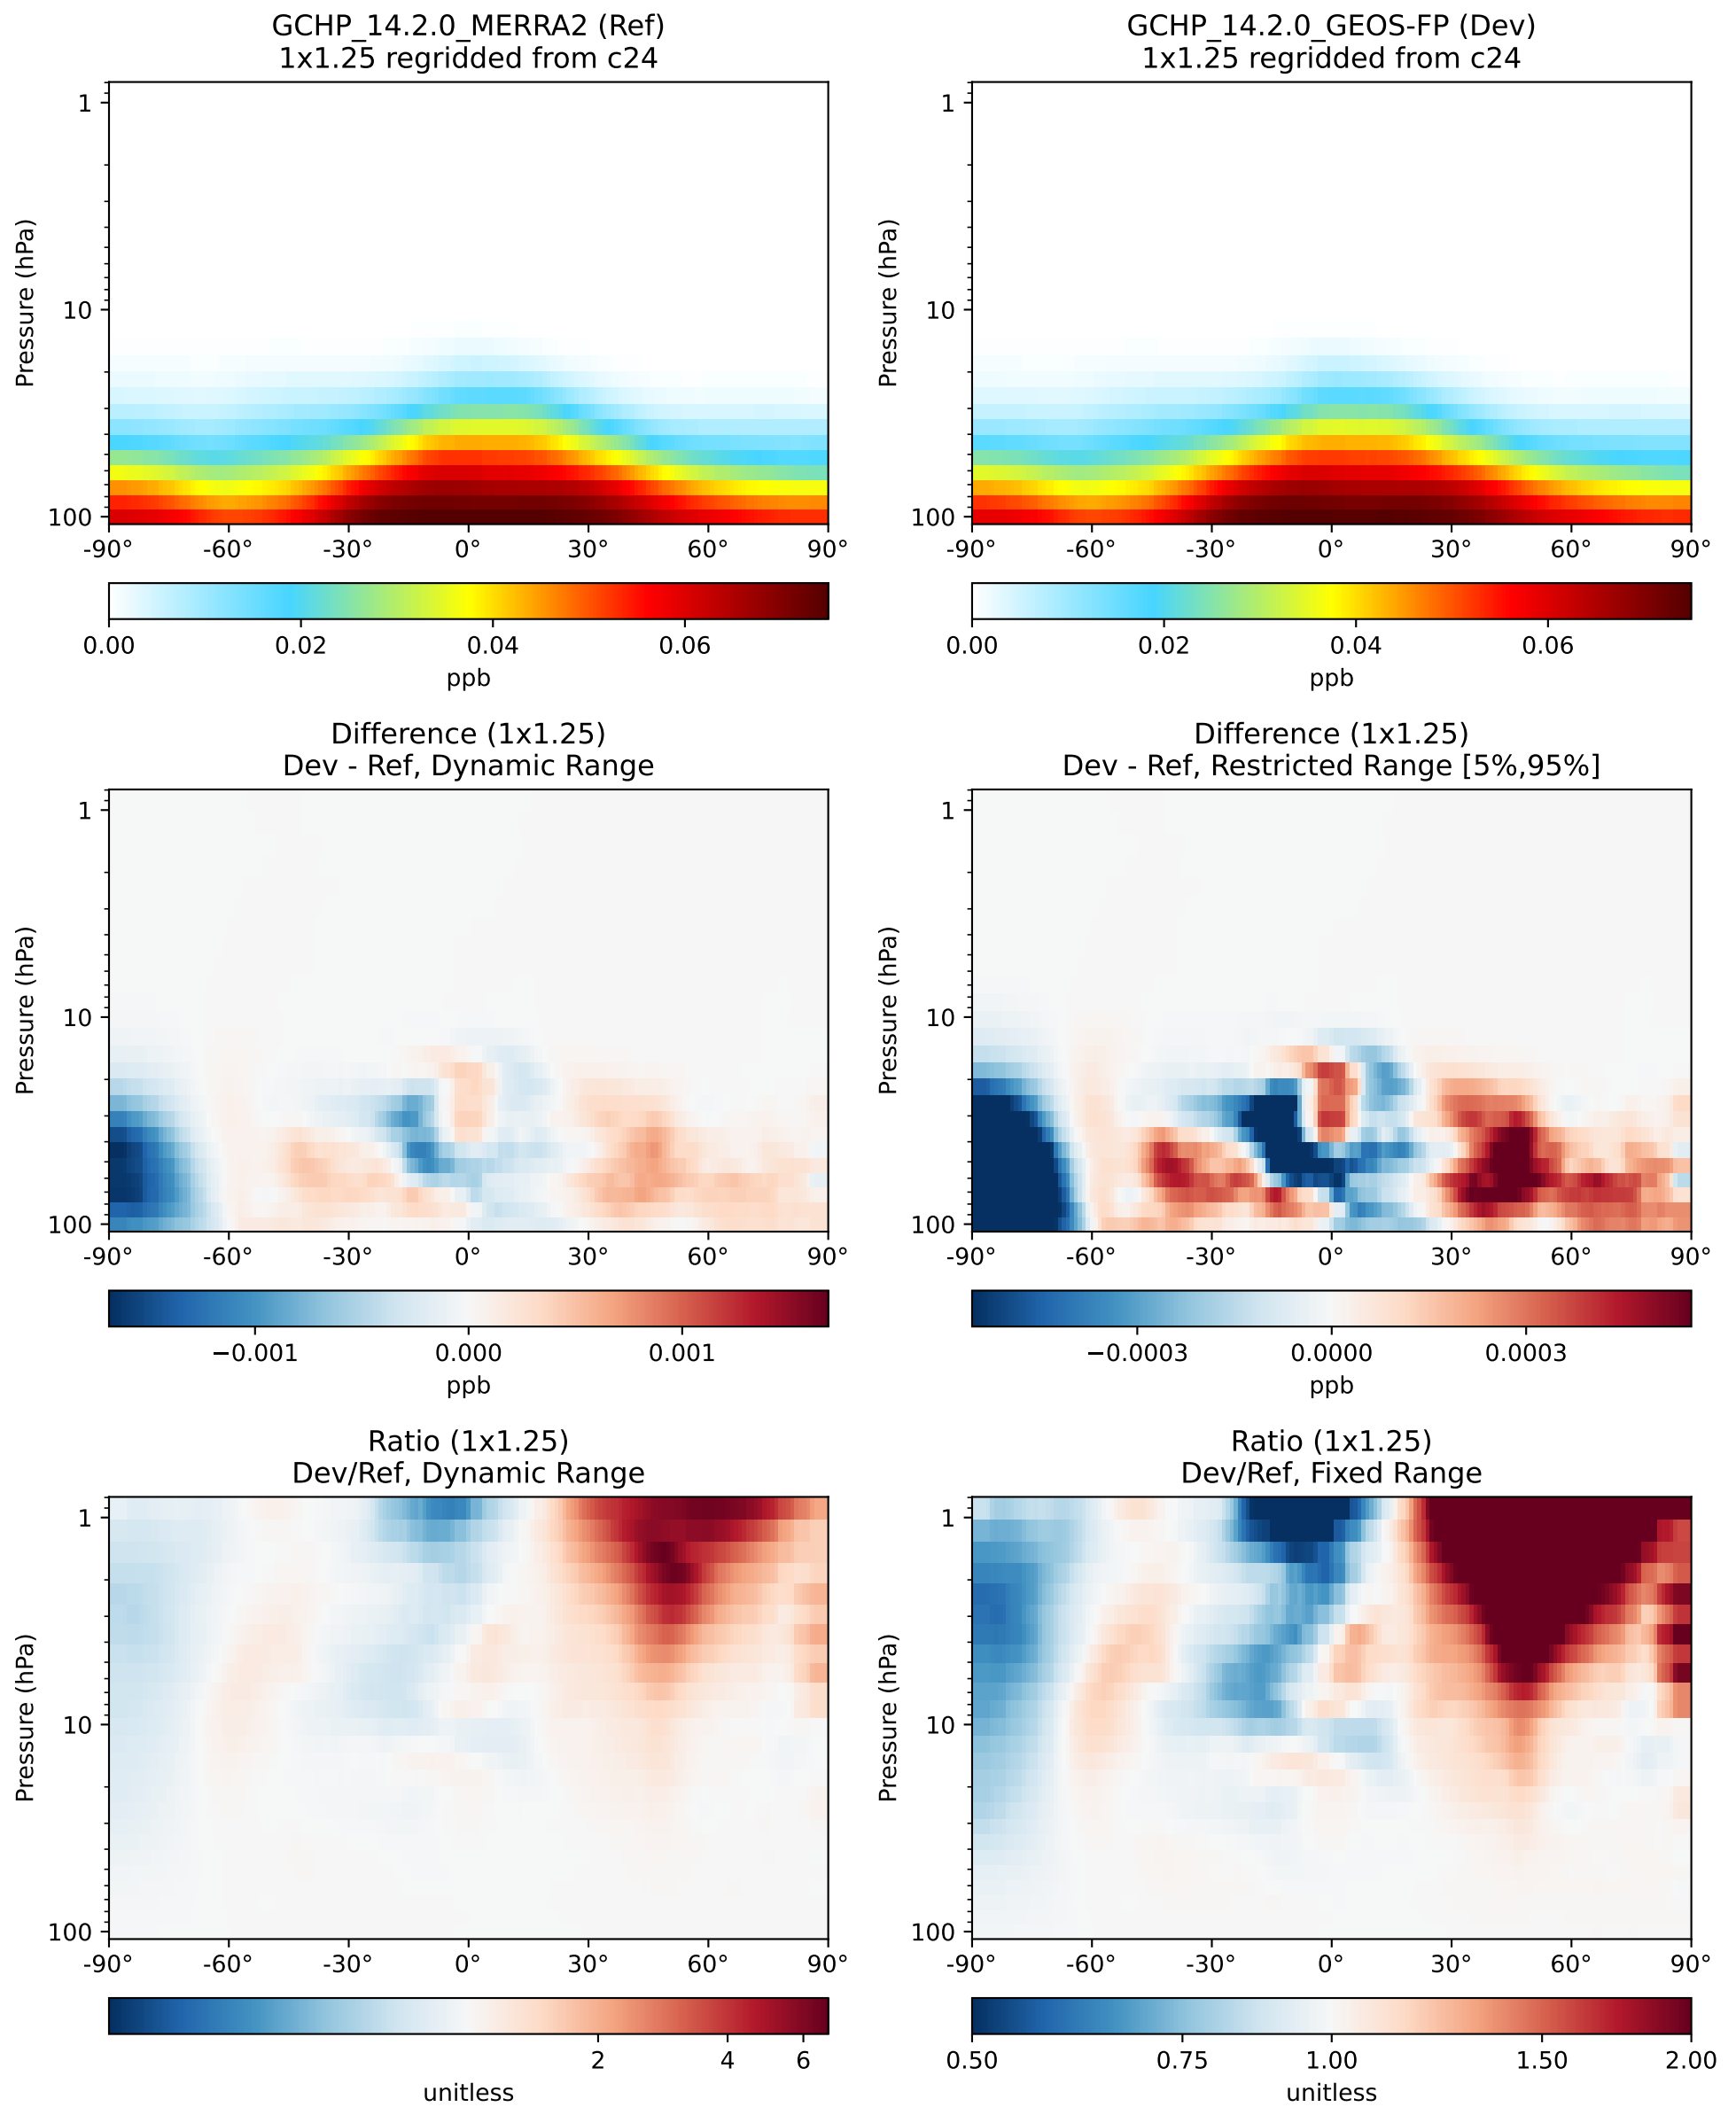 GCHP_14.2.0_MERRA2 (Ref)
1x1.25 regridded from c24
Pressure (hPa)
1
10
100
-90° -60° -30° 0° 30° 60° 90°
0.00 0.02 0.04 0.06
ppb
GCHP_14.2.0_GEOS-FP (Dev)
1x1.25 regridded from c24
Pressure (hPa)
1
10
100
-90° -60° -30° 0° 30° 60° 90°
0.00 0.02 0.04 0.06
ppb
Difference (1x1.25)
Dev - Ref, Dynamic Range
Pressure (hPa)
1
10
100
-90° -60° -30° 0° 30° 60° 90°
−0.001 0.000 0.001
ppb
Difference (1x1.25)
Dev - Ref, Restricted Range [5%,95%]
Pressure (hPa)
1
10
100
-90° -60° -30° 0° 30° 60° 90°
−0.0003 0.0000 0.0003
ppb
Ratio (1x1.25)
Dev/Ref, Dynamic Range
Pressure (hPa)
1
10
100
-90° -60° -30° 0° 30° 60° 90°
2 4 6
unitless
Ratio (1x1.25)
Dev/Ref, Fixed Range
Pressure (hPa)
1
10
100
-90° -60° -30° 0° 30° 60° 90°
0.50 0.75 1.00 1.50 2.00
unitless